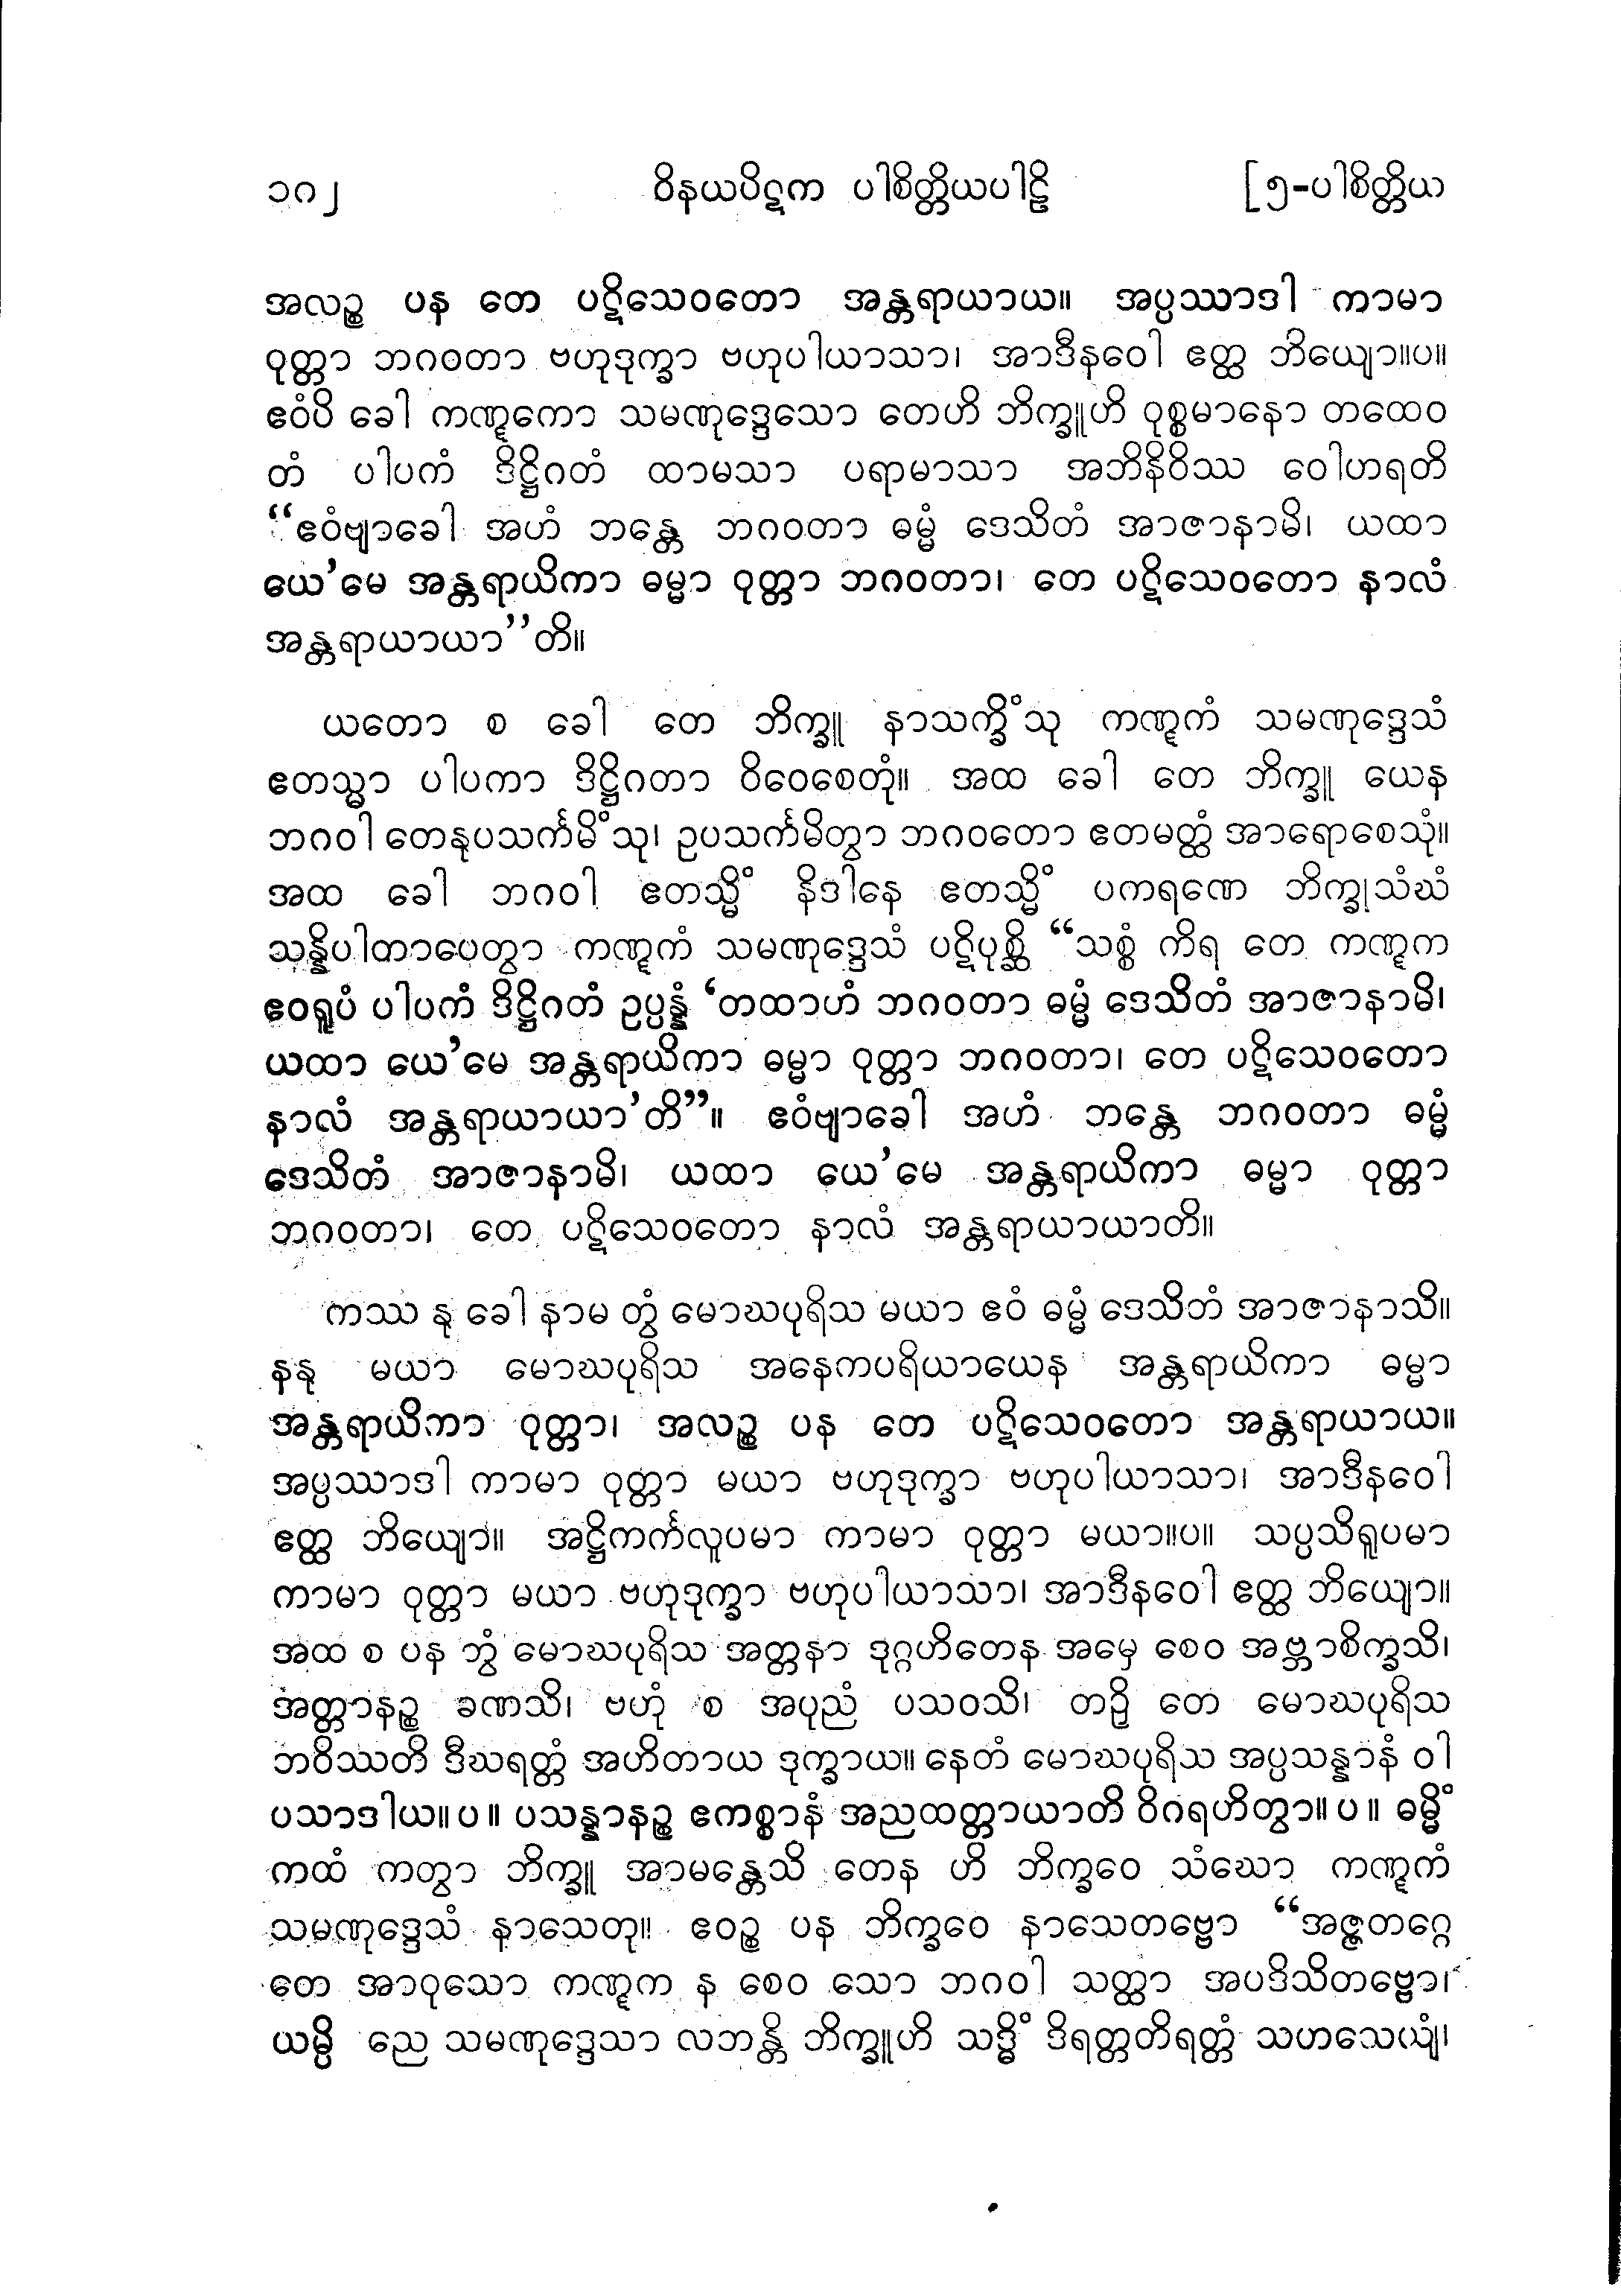 ၁ဂ၂ ဝိနယပိဋက ပါစိတ္တိယပါဠိ [၅-ပါစိတ္တိယ
အလဉ္စ ပန တေ ပဋိသေဝတော အန္တရာယာယ။ အပ္ပဿာဒါ ကာမာ
ဝုတ္တာ ဘဂဝတာ ဗဟုဒုက္ခာ ဗဟုပါယာသာ၊ အာဒီနဝေါ ဧတ္ထ ဘိယျော။ပ။
ဧဝံပိ ခေါ ကဏ္ဋကော သမဏုဒ္ဒေသော တေဟိ ဘိက္ခူဟိ ဝုစ္စမာနော တထေဝ
တံ ပါပကံ ဒိဋ္ဌိဂတံ ထာမသာ ပရာမာသာ အဘိနိဝိဿ ဝေါဟရတိ
“ဧဝံဗျာခေါ အဟံ ဘန္တေ ဘဂဝတာ ဓမ္မံ ဒေသိတံ အာဇာနာမိ၊ ယထာ
ယေ’မေ အန္တရာယိကာ ဓမ္မာ ဝုတ္တာ ဘဂဝတာ၊ တေ ပဋိသေဝတော နာလံ
အန္တရာယာယာ”တိ။
ယတော စ ခေါ တေ ဘိက္ခူ နာသက္ခိံသု ကဏ္ဋကံ သမဏုဒ္ဒေသံ
ဧတသ္မာ ပါပကာ ဒိဋ္ဌိဂတာ ဝိဝေစေတုံ။ အထ ခေါ တေ ဘိက္ခူ ယေန
ဘဂဝါ တေနုပသင်္ကမိံသု၊ ဥပသင်္ကမိတွာ ဘဂဝတော ဧတမတ္ထံ အာရောစေသုံ။
အထ ခေါ ဘဂဝါ ဧတသ္မိံ နိဒါနေ ဧတသ္မိံ ပကရဏေ ဘိက္ခုသံဃံ
သန္နိပါတာပေတွာ ကဏ္ဋကံ သမဏုဒ္ဒေသံ ပဋိပုစ္ဆိ “သစ္စံ ကိရ တေ ကဏ္ဋက
ဧဝရူပံ ပါပကံ ဒိဋ္ဌိဂတံ ဥပ္ပန္နံ ‘တထာဟံ ဘဂဝတာ ဓမ္မံ ဒေသိတံ အာဇာနာမိ၊
ယထာ ယေ’မေ အန္တရာယိကာ ဓမ္မာ ဝုတ္တာ ဘဂဝတာ၊ တေ ပဋိသေဝတော
နာလံ အန္တရာယာယာ’တိ”။ ဧဝံဗျာခေါ အဟံ ဘန္တေ ဘဂဝတာ ဓမ္မံ
ဒေသိတံ အာဇာနာမိ၊ ယထာ ယေ’မေ အန္တရာယိကာ ဓမ္မာ ဝုတ္တာ
ဘဂဝတာ၊ တေ ပဋိသေဝတော နာလံ အန္တရာယာယာတိ။
ကဿ နု ခေါ နာမ တွံ မောဃပုရိသ မယာ ဧဝံ ဓမ္မံ ဒေသိတံ အာဇာနာသိ။
နနု မယာ မောဃပုရိသ အနေကပရိယာယေန အန္တရာယိကာ ဓမ္မာ
အန္တရာယိကာ ဝုတ္တာ၊ အလဉ္စ ပန တေ ပဋိသေဝတော အန္တရာယာယ။
အပ္ပဿာဒါ ကာမာ ဝုတ္တာ မယာ ဗဟုဒုက္ခာ ဗဟုပါယာသာ၊ အာဒီနဝေါ
ဧတ္ထ ဘိယျော။ အဋ္ဌိကင်္ကလူပမာ ကာမာ ဝုတ္တာ မယာ။ပ။ သပ္ပသိရူပမာ
ကာမာ ဝုတ္တာ မယာ ဗဟုဒုက္ခာ ဗဟုပါယာသာ၊ အာဒီနဝေါ ဧတ္ထ ဘိယျော။
အထ စ ပန တွံ မောဃပုရိသ အတ္တနာ ဒုဂ္ဂဟိတေန အမှေ စေဝ အဗ္ဘာစိက္ခသိ၊
အတ္တာနဉ္စ ခဏသိ၊ ဗဟုံ စ အပုညံ ပသဝသိ၊ တဉှိ တေ မောဃပုရိသ
ဘဝိဿတိ ဒီဃရတ္တံ အဟိတာယ ဒုက္ခာယ။ နေတံ မောဃပုရိသ အပ္ပသန္နာနံ ဝါ
ပသာဒါယ။ပ။ ပသန္နာနဉ္စ ဧကစ္စာနံ အညထတ္တာယာတိ ဝိဂရဟိတွာ။ပ။ ဓမ္မိံ
ကထံ ကတွာ ဘိက္ခူ အာမန္တေသိ တေန ဟိ ဘိက္ခဝေ သံဃော ကဏ္ဋကံ
သမဏုဒ္ဒေသံ နာသေတု။ ဧဝဉ္စ ပန ဘိက္ခဝေ နာသေတဗ္ဗော “အဇ္ဇတဂ္ဂေ
တေ အာဝုသော ကဏ္ဋက န စေဝ သော ဘဂဝါ သတ္ထာ အပဒိသိတဗ္ဗော၊
ယမ္ပိ ညေ သမဏုဒ္ဒေသာ လဘန္တိ ဘိက္ခူဟိ သဒ္ဓိံ ဒိရတ္တတိရတ္တံ သဟသေယျံ၊